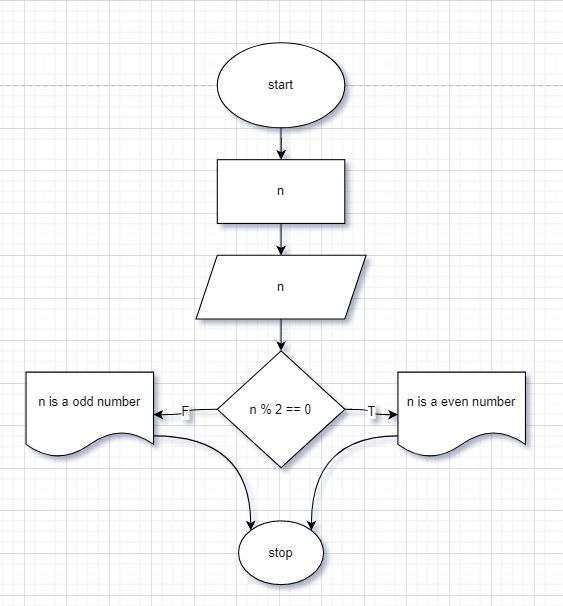 start
n
n
n is a odd number
F
n % 2 == 0
T
n is a even number
stop